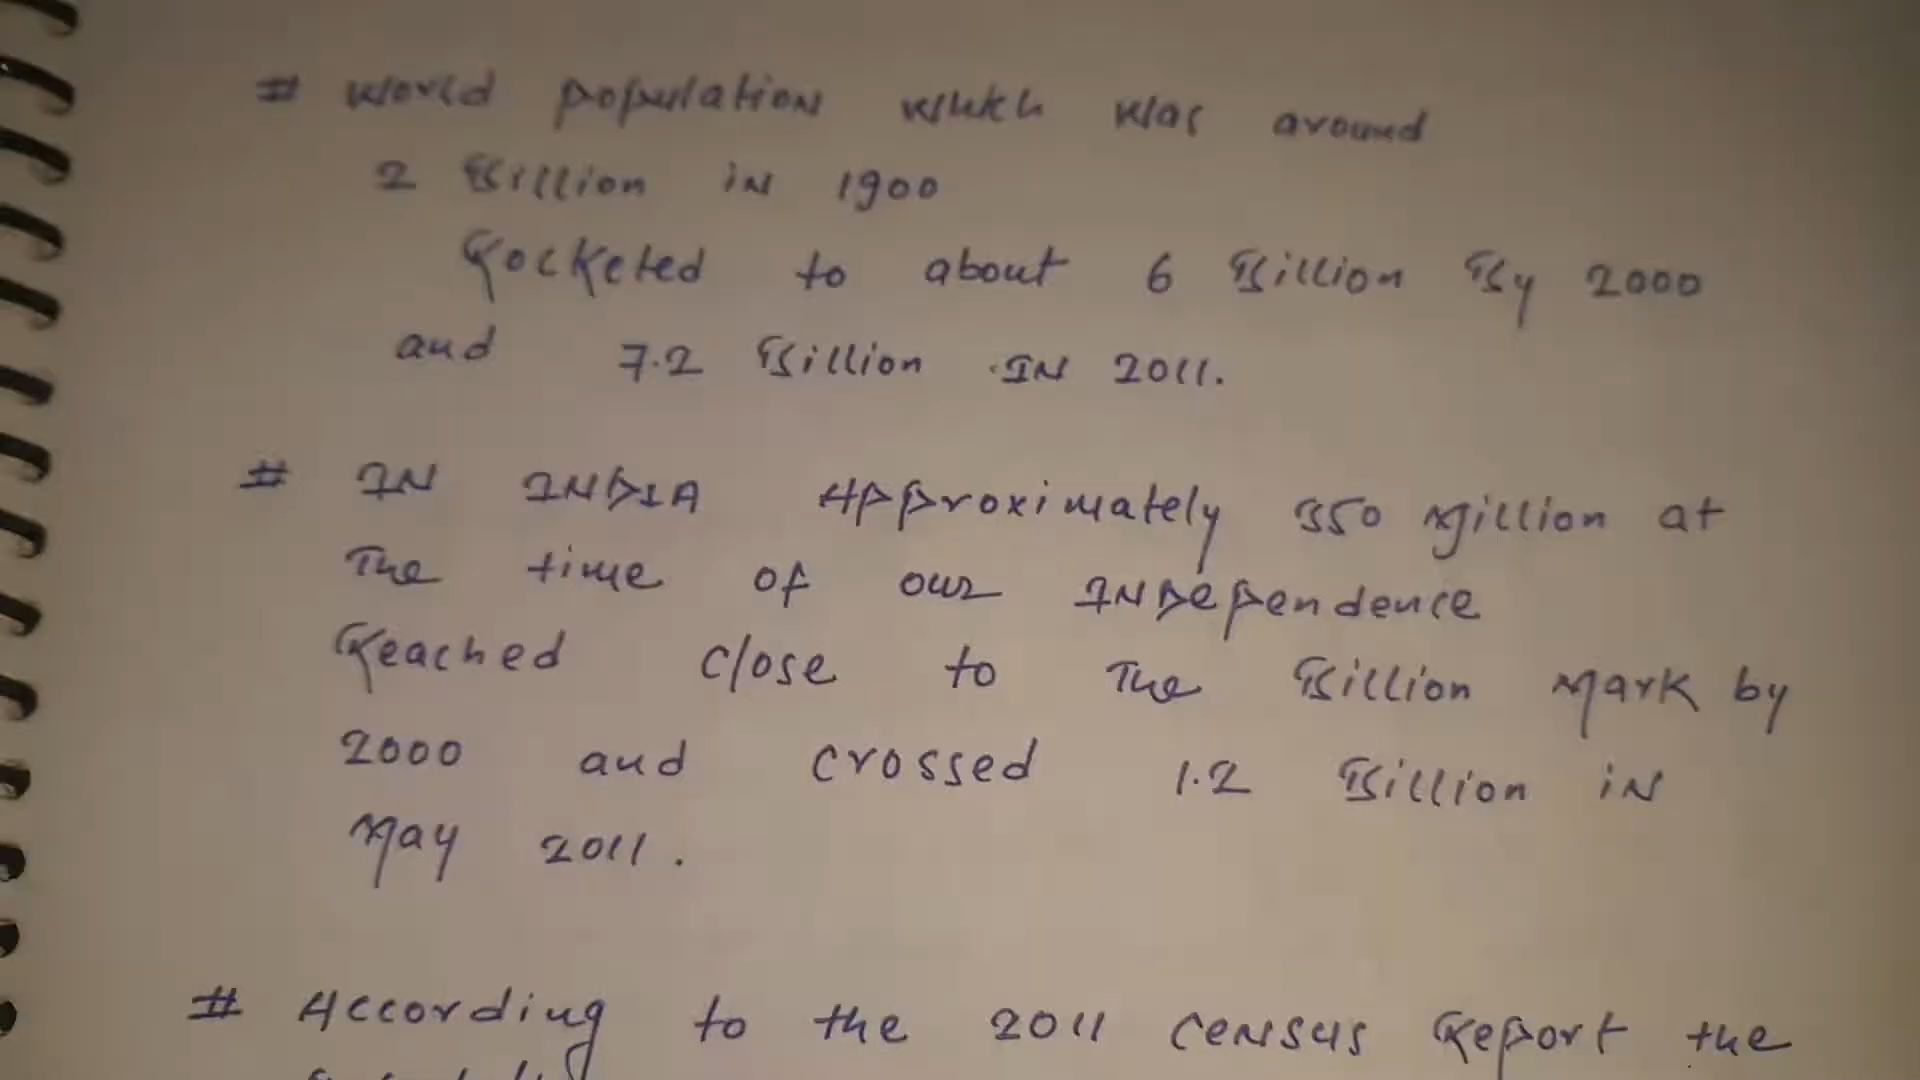 # World population which was around
2 Billion in 1900
Rocketed to about 6 Billion By 2000
and 7.2 Billion IN 2011.
# IN INDIA Approximately 350 Million at
The time of our INDependence
Reached close to The Billion Mark by
2000 and crossed 1.2 Billion in
May 2011.
# According to the 2011 census Report the